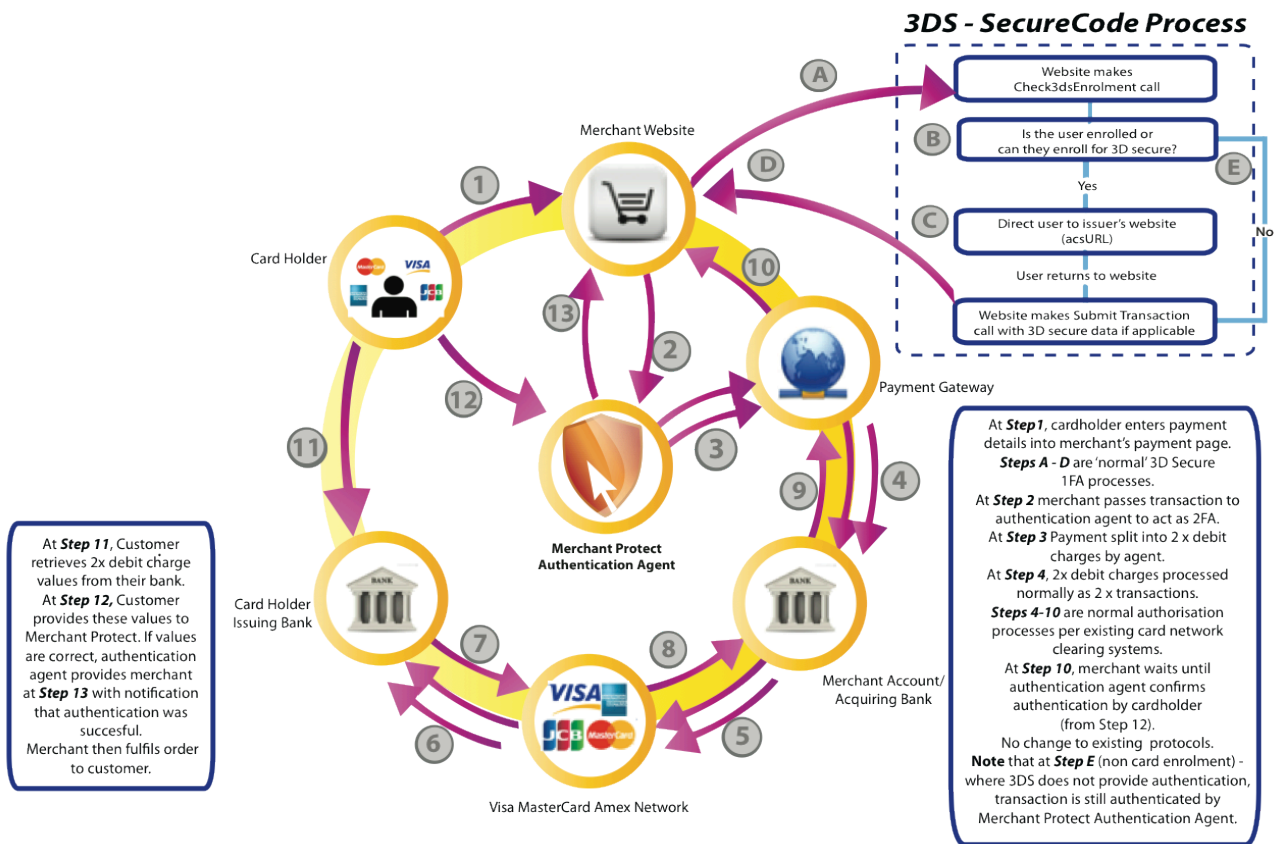 3DS - SecureCode Process
A
Website makes
Check3dsEnrolment call
B
Is the user enrolled or
can they enroll for 3D secure?
E
Yes
No
C
Direct user to issuer's website
(acsURL)
User returns to website
Website makes Submit Transaction
call with 3D secure data if applicable
D
Merchant Website
1
Card Holder
MasterCard
VISA
JCB
10
13
2
12
3
Payment Gateway
11
9
4
Merchant Protect
Authentication Agent
BANK
Card Holder
Issuing Bank
BANK
Merchant Account/
Acquiring Bank
7
8
6
5
VISA
JCB
MasterCard
Visa MasterCard Amex Network
At Step 11, Customer
retrieves 2x debit charge
values from their bank.
At Step 12, Customer
provides these values to
Merchant Protect. If values
are correct, authentication
agent provides merchant
at Step 13 with notification
that authentication was
succesful.
Merchant then fulfils order
to customer.
At Step1, cardholder enters payment
details into merchant's payment page.
Steps A - D are 'normal' 3D Secure
1FA processes.
At Step 2 merchant passes transaction to
authentication agent to act as 2FA.
At Step 3 Payment split into 2 x debit
charges by agent.
At Step 4, 2x debit charges processed
normally as 2 x transactions.
Steps 4-10 are normal authorisation
processes per existing card network
clearing systems.
At Step 10, merchant waits until
authentication agent confirms
authentication by cardholder
(from Step 12).
No change to existing protocols.
Note that at Step E (non card enrolment) -
where 3DS does not provide authentication,
transaction is still authenticated by
Merchant Protect Authentication Agent.